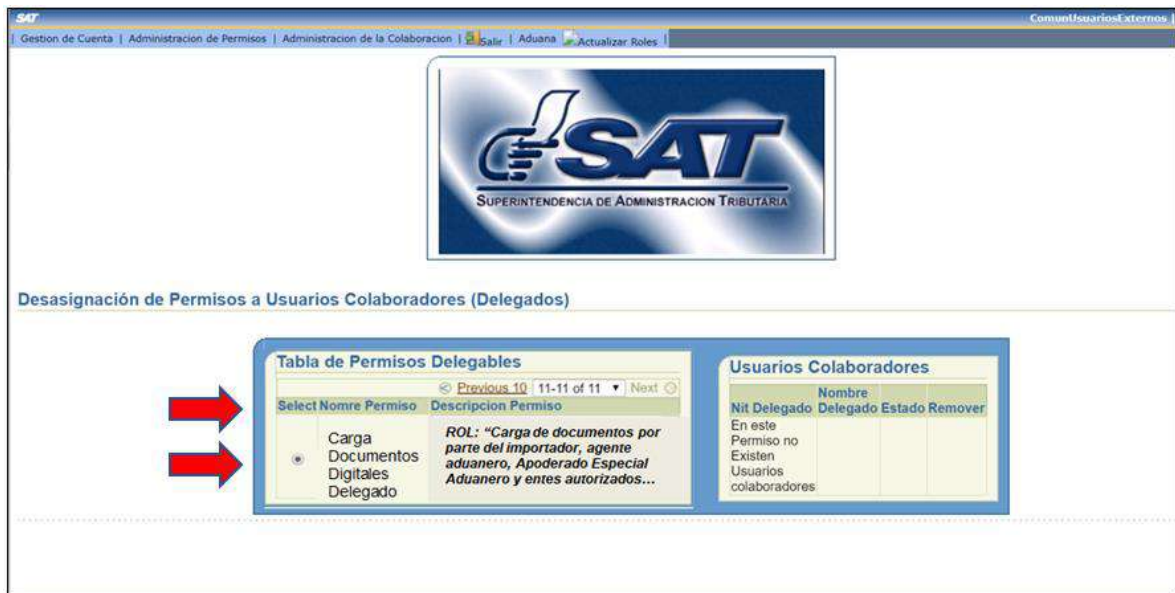 SAT
ComunUsuariosExternos |
| Gestion de Cuenta | Administracion de Permisos | Administracion de la Colaboracion | Salir | Aduana Actualizar Roles |
SAT
SUPERINTENDENCIA DE ADMINISTRACION TRIBUTARIA
Desasignación de Permisos a Usuarios Colaboradores (Delegados)
Tabla de Permisos Delegables
Previous 10 11-11 of 11 Next
Select Nomre Permiso Descripcion Permiso
Carga
Documentos
Digitales
Delegado
ROL: “Carga de documentos por
parte del importador, agente
aduanero, Apoderado Especial
Aduanero y entes autorizados...
Usuarios Colaboradores
Nit Delegado Nombre Delegado Estado Remover
En este
Permiso no
Existen
Usuarios
colaboradores